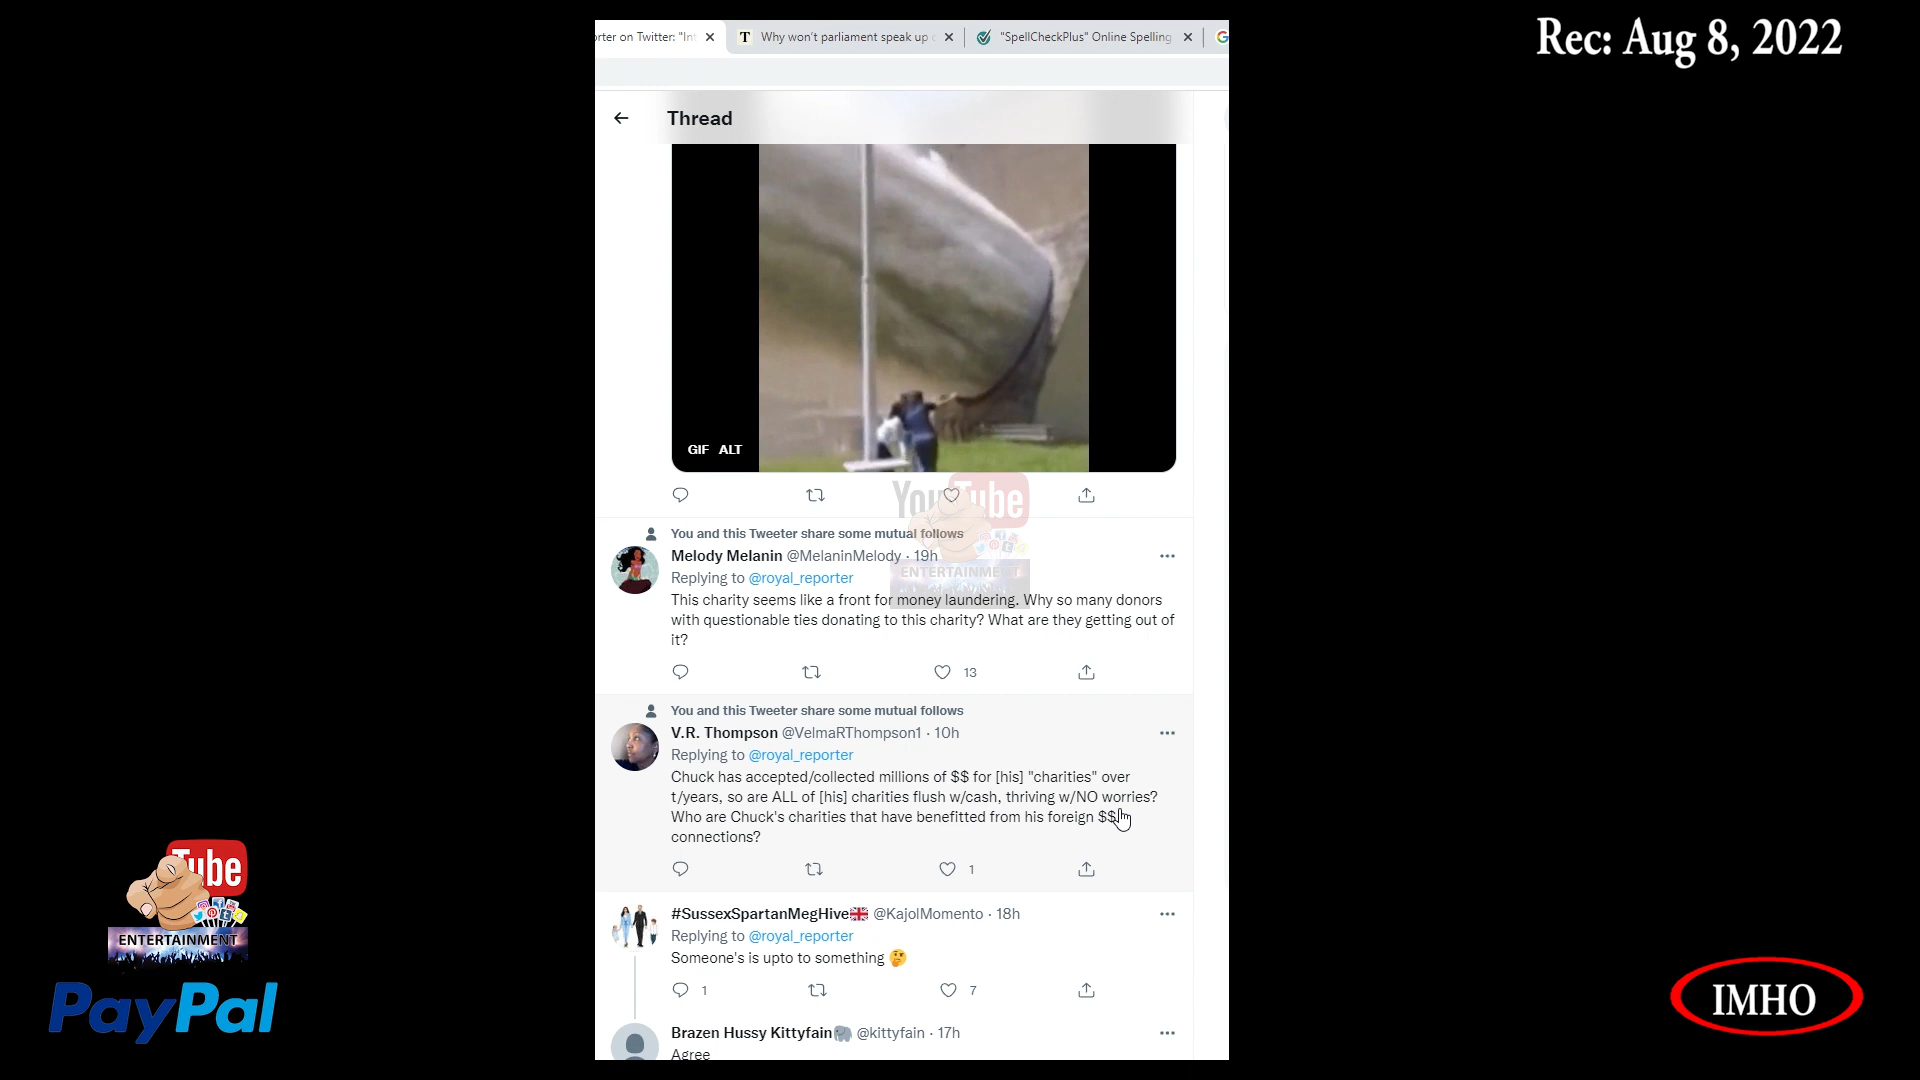 Rec: Aug 8, 2022
orter on Twitter: "Int
T Why won't parliament speak up
"SpellCheckPlus" Online Spelling
Thread
GIF ALT
YouTube
ENTERTAINMENT
You and this Tweeter share some mutual follows
Melody Melanin @MelaninMelody · 19h
Replying to @royal_reporter
This charity seems like a front for money laundering. Why so many donors
with questionable ties donating to this charity? What are they getting out of
it?
13
You and this Tweeter share some mutual follows
V.R. Thompson @VelmaRThompson1 · 10h
Replying to @royal_reporter
Chuck has accepted/collected millions of $$ for [his] "charities" over
t/years, so are ALL of [his] charities flush w/cash, thriving w/NO worries?
Who are Chuck's charities that have benefitted from his foreign $$
connections?
1
#SussexSpartanMegHive🇬🇧 @KajolMomento · 18h
Replying to @royal_reporter
Someone's is upto to something 🤔
1 7
Brazen Hussy Kittyfain🐘 @kittyfain · 17h
Agree
Tube
ENTERTAINMENT
PayPal
IMHO